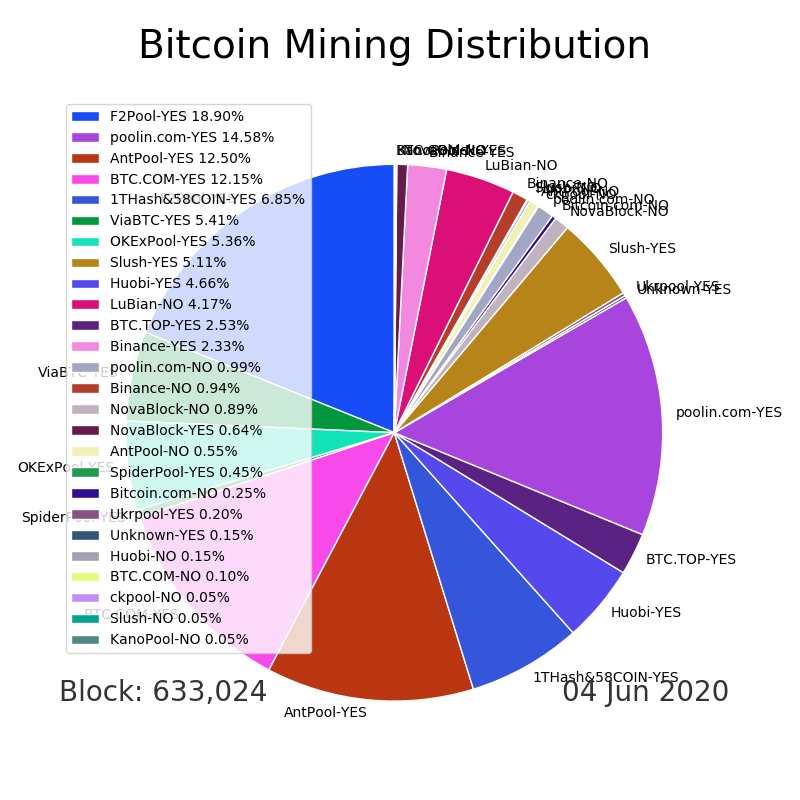 Bitcoin Mining Distribution
F2Pool-YES 18.90%
poolin.com-YES 14.58%
AntPool-YES 12.50%
BTC.COM-YES 12.15%
1THash&58COIN-YES 6.85%
ViaBTC-YES 5.41%
OKExPool-YES 5.36%
Slush-YES 5.11%
Huobi-YES 4.66%
LuBian-NO 4.17%
BTC.TOP-YES 2.53%
Binance-YES 2.33%
poolin.com-NO 0.99%
Binance-NO 0.94%
NovaBlock-NO 0.89%
NovaBlock-YES 0.64%
AntPool-NO 0.55%
SpiderPool-YES 0.45%
Bitcoin.com-NO 0.25%
Ukrpool-YES 0.20%
Unknown-YES 0.15%
Huobi-NO 0.15%
BTC.COM-NO 0.10%
ckpool-NO 0.05%
Slush-NO 0.05%
KanoPool-NO 0.05%
Binance-YES
LuBian-NO
Binance-NO
poolin.com-NO
Bitcoin.com-NO
NovaBlock-NO
Slush-YES
Ukrpool-YES
Unknown-YES
poolin.com-YES
BTC.TOP-YES
Huobi-YES
1THash&58COIN-YES
AntPool-YES
BTC.COM-YES
SpiderPool-YES
OKExPool-YES
ViaBTC-YES
Block: 633,024
04 Jun 2020